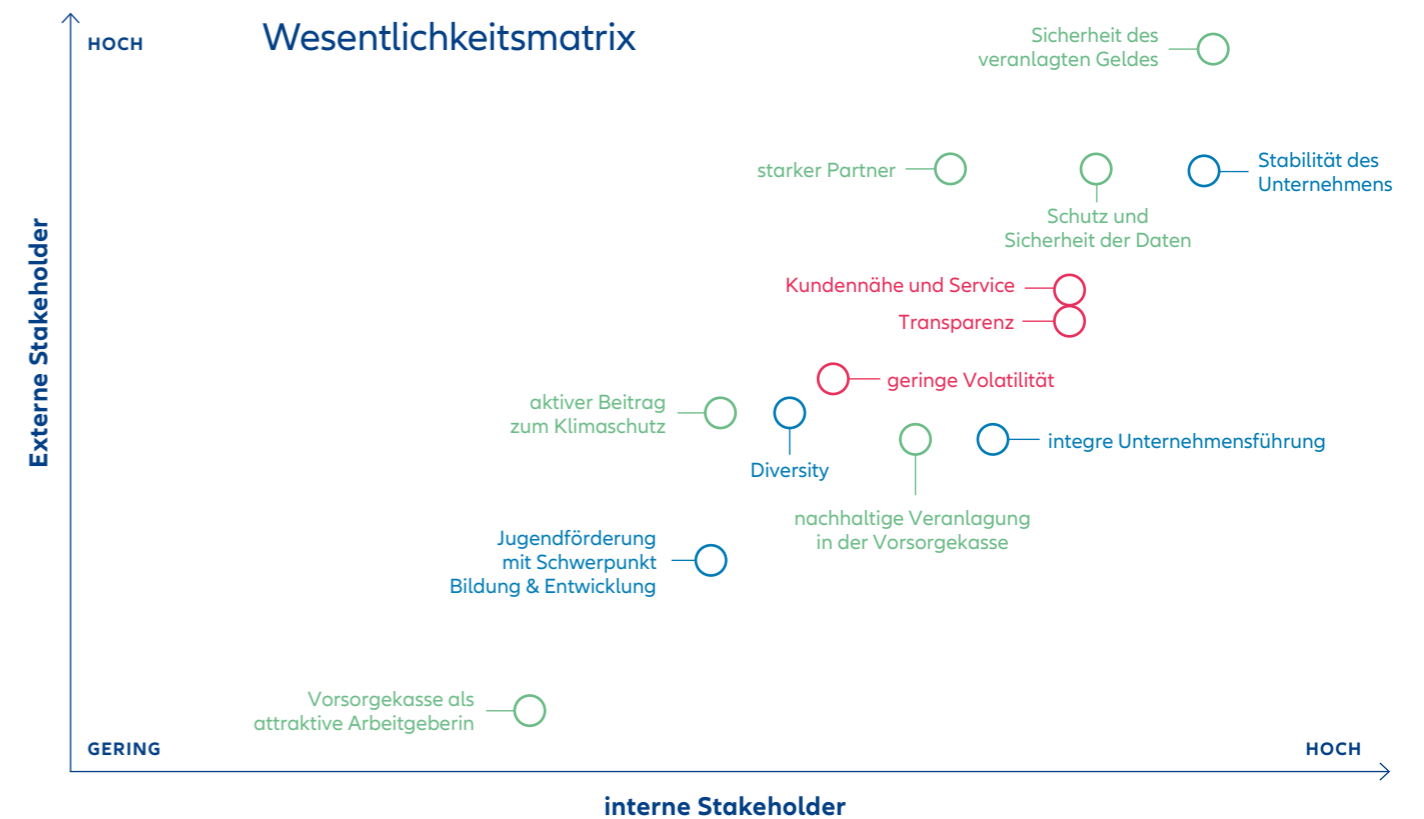 Wesentlichkeitsmatrix
HOCH
Externe Stakeholder
Sicherheit des
veranlagten Geldes
starker Partner
Stabilität des
Unternehmens
Schutz und
Sicherheit der Daten
Kundennähe und Service
Transparenz
geringe Volatilität
aktiver Beitrag
zum Klimaschutz
Diversity
integre Unternehmensführung
nachhaltige Veranlagung
in der Vorsorgekasse
Jugendförderung
mit Schwerpunkt
Bildung & Entwicklung
Vorsorgekasse als
attraktive Arbeitgeberin
GERING
HOCH
interne Stakeholder